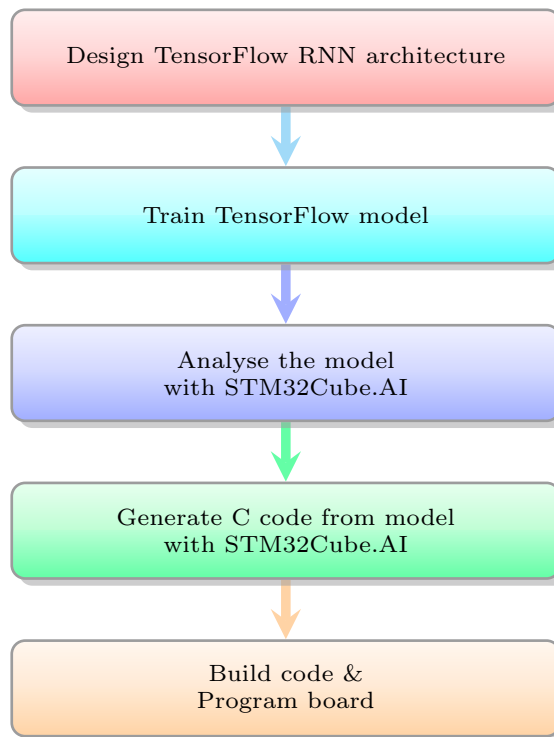 Design TensorFlow RNN architecture
Train TensorFlow model
Analyse the model
with STM32Cube.AI
Generate C code from model
with STM32Cube.AI
Build code &
Program board